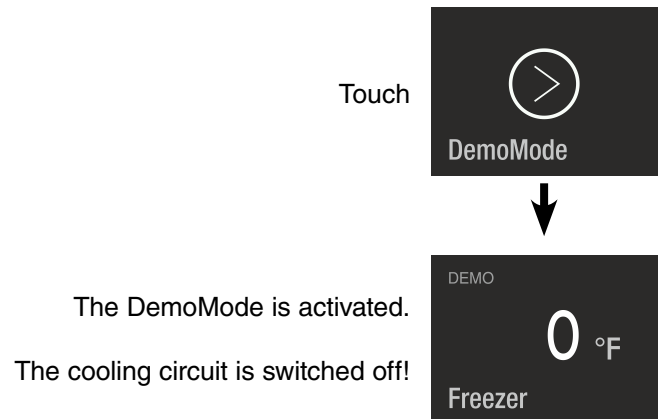 Touch
DemoMode
DEMO
The DemoMode is activated.
0 °F
The cooling circuit is switched off!
Freezer